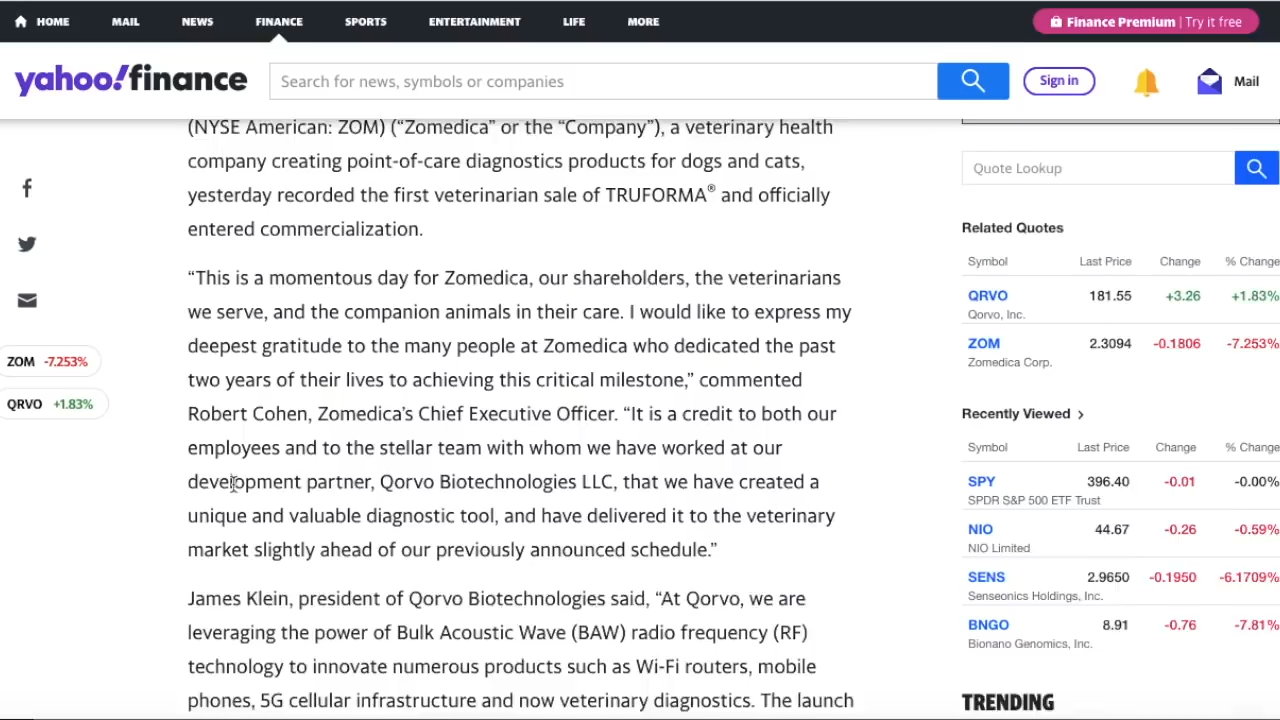 HOME MAIL NEWS FINANCE SPORTS ENTERTAINMENT LIFE MORE Finance Premium | Try it free
yahoo!finance Search for news, symbols or companies Sign in Mail
(NYSE American: ZOM) (“Zomedica” or the “Company”), a veterinary health
company creating point-of-care diagnostics products for dogs and cats,
yesterday recorded the first veterinarian sale of TRUFORMA® and officially
entered commercialization.
“This is a momentous day for Zomedica, our shareholders, the veterinarians
we serve, and the companion animals in their care. I would like to express my
deepest gratitude to the many people at Zomedica who dedicated the past
two years of their lives to achieving this critical milestone,” commented
Robert Cohen, Zomedica’s Chief Executive Officer. “It is a credit to both our
employees and to the stellar team with whom we have worked at our
development partner, Qorvo Biotechnologies LLC, that we have created a
unique and valuable diagnostic tool, and have delivered it to the veterinary
market slightly ahead of our previously announced schedule.”
James Klein, president of Qorvo Biotechnologies said, “At Qorvo, we are
leveraging the power of Bulk Acoustic Wave (BAW) radio frequency (RF)
technology to innovate numerous products such as Wi-Fi routers, mobile
phones, 5G cellular infrastructure and now veterinary diagnostics. The launch
ZOM -7.253%
QRVO +1.83%
Quote Lookup
Related Quotes
Symbol Last Price Change % Change
QRVO 181.55 +3.26 +1.83%
Qorvo, Inc.
ZOM 2.3094 -0.1806 -7.253%
Zomedica Corp.
Recently Viewed >
Symbol Last Price Change % Change
SPY 396.40 -0.01 -0.00%
SPDR S&P 500 ETF Trust
NIO 44.67 -0.26 -0.59%
NIO Limited
SENS 2.9650 -0.1950 -6.1709%
Senseonics Holdings, Inc.
BNGO 8.91 -0.76 -7.81%
Bionano Genomics, Inc.
TRENDING